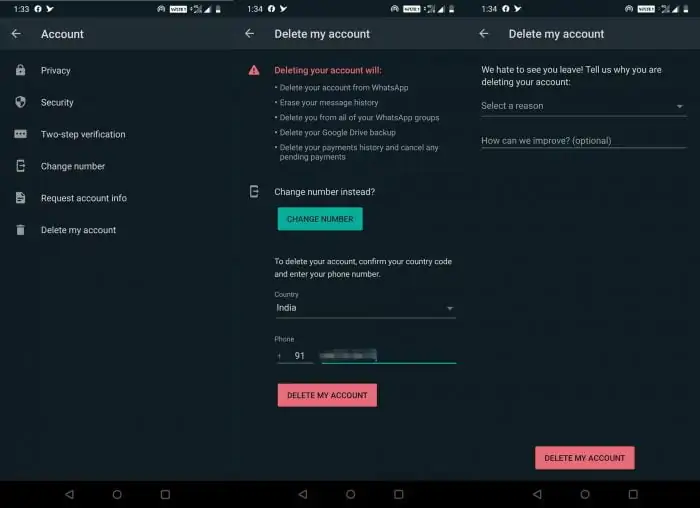 1:33
Account
Privacy
Security
Two-step verification
Change number
Request account info
Delete my account
1:34
Delete my account
Deleting your account will:
• Delete your account from WhatsApp
• Erase your message history
• Delete you from all of your WhatsApp groups
• Delete your Google Drive backup
• Delete your payments history and cancel any
pending payments
Change number instead?
CHANGE NUMBER
To delete your account, confirm your country code
and enter your phone number.
Country
India
Phone
+ 91
DELETE MY ACCOUNT
1:34
Delete my account
We hate to see you leave! Tell us why you are
deleting your account:
Select a reason
How can we improve? (optional)
DELETE MY ACCOUNT